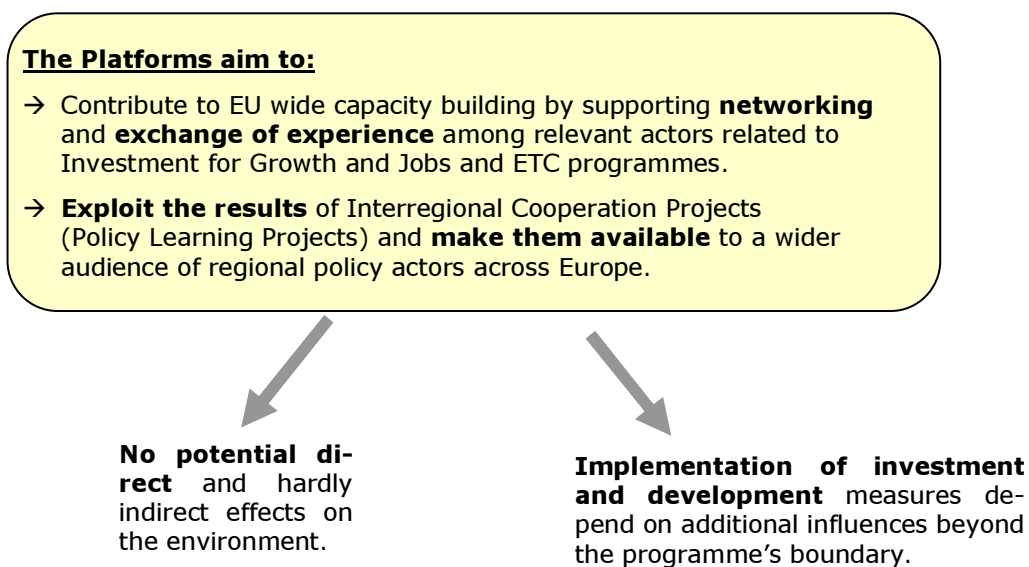 The Platforms aim to:
→ Contribute to EU wide capacity building by supporting networking
and exchange of experience among relevant actors related to
Investment for Growth and Jobs and ETC programmes.
→ Exploit the results of Interregional Cooperation Projects
(Policy Learning Projects) and make them available to a wider
audience of regional policy actors across Europe.
No potential di-
rect and hardly
indirect effects on
the environment.
Implementation of investment
and development measures de-
pend on additional influences beyond
the programme's boundary.